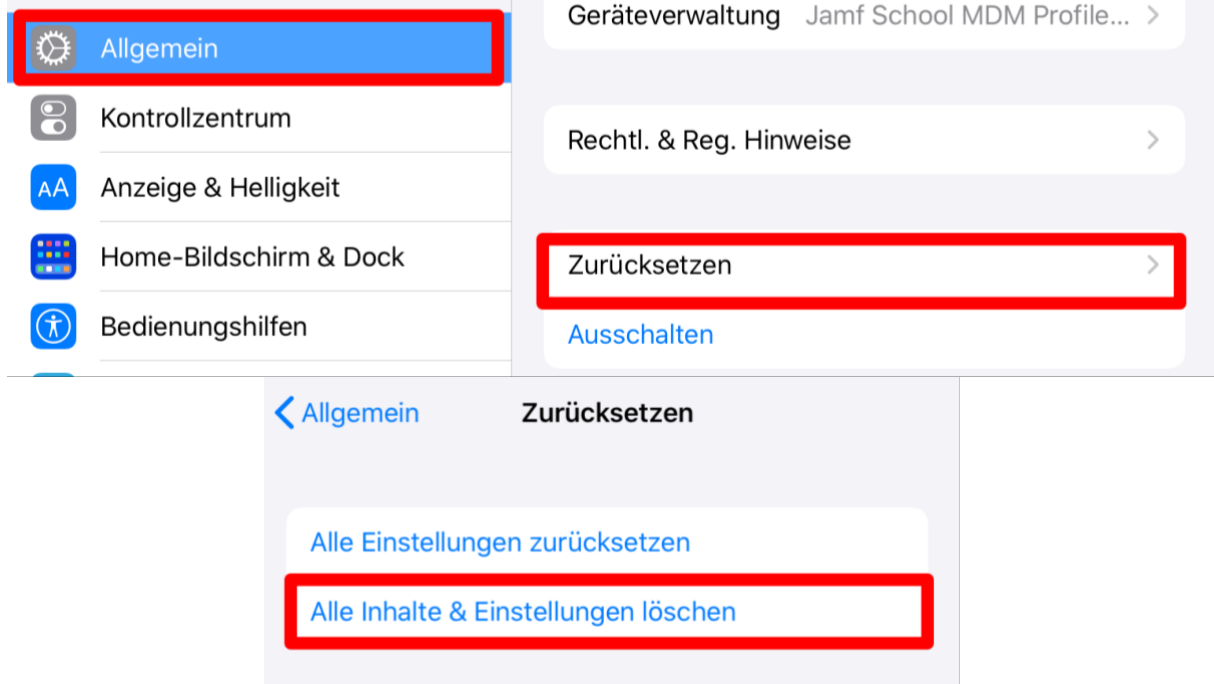 Geräteverwaltung Jamf School MDM Profile...
Allgemein
Kontrollzentrum
Rechtl. & Reg. Hinweise
AA Anzeige & Helligkeit
Home-Bildschirm & Dock
Zurücksetzen
Bedienungshilfen
Ausschalten
Allgemein Zurücksetzen
Alle Einstellungen zurücksetzen
Alle Inhalte & Einstellungen löschen